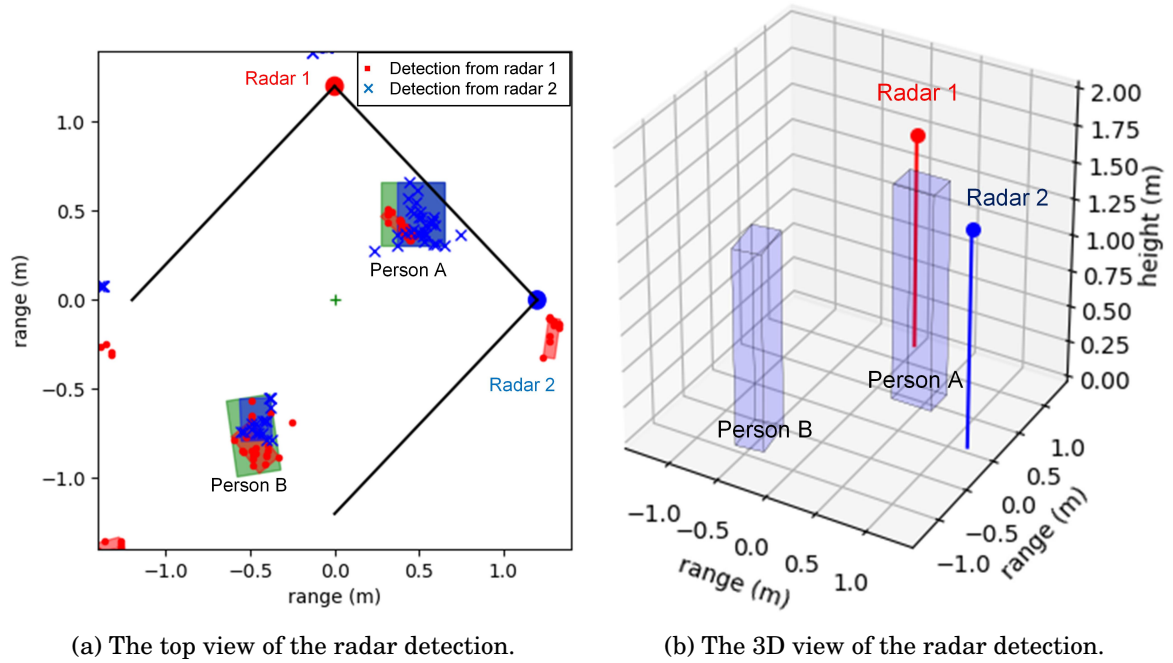 Radar 1
Detection from radar 1
Detection from radar 2
1.0
0.5
0.0
−0.5
−1.0
range (m)
Person A
Radar 2
Person B
−1.0
−0.5
0.0
0.5
1.0
range (m)
(a) The top view of the radar detection.
Radar 1
Radar 2
Person A
Person B
2.00
1.75
1.50
1.25
1.00
0.75
0.50
0.25
0.00
height (m)
1.0
0.5
0.0
−0.5
−1.0
range (m)
−1.0
−0.5
0.0
0.5
1.0
range (m)
(b) The 3D view of the radar detection.